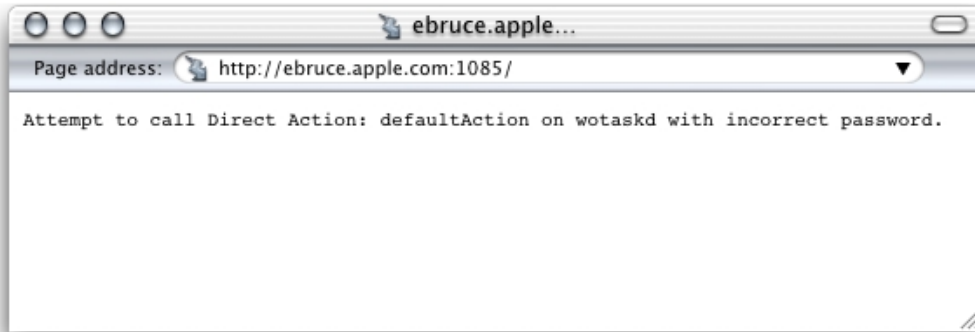 ebruce.apple...
Page address: http://ebruce.apple.com:1085/
Attempt to call Direct Action: defaultAction on wotaskd with incorrect password.